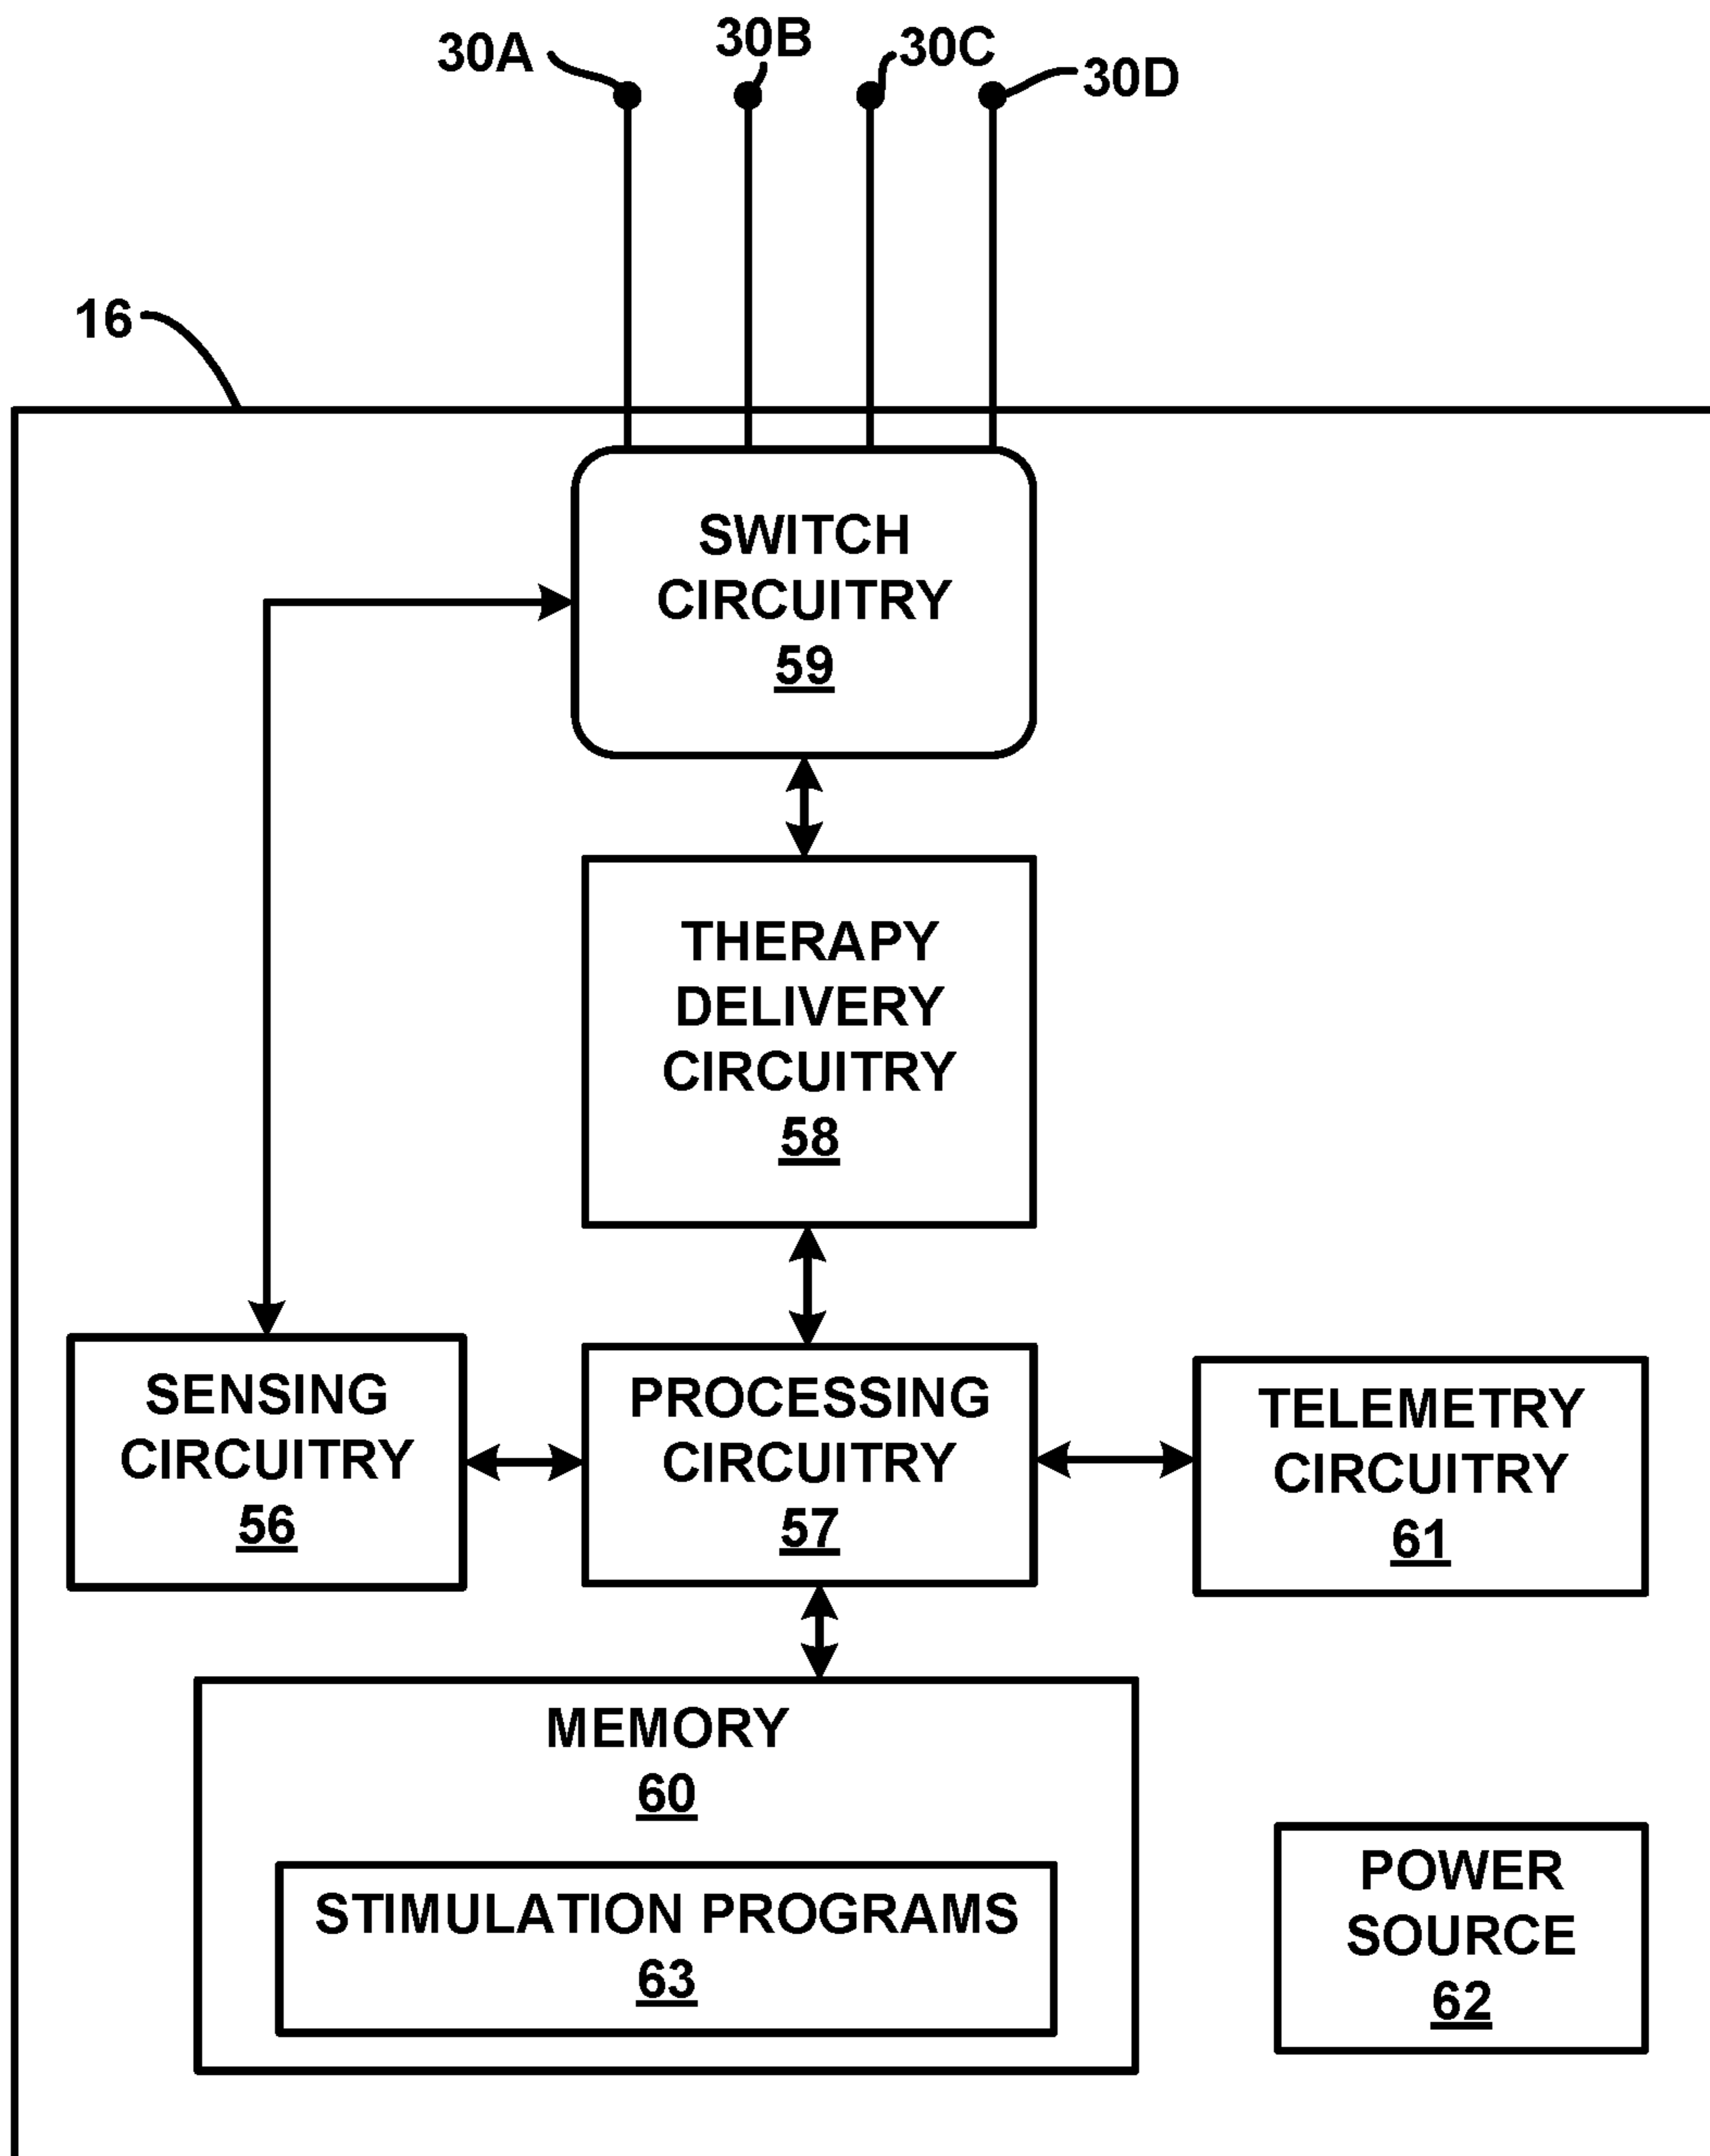 30A
30B
30C
30D
16
SWITCH
CIRCUITRY
59
THERAPY
DELIVERY
CIRCUITRY
58
SENSING
CIRCUITRY
56
PROCESSING
CIRCUITRY
57
TELEMETRY
CIRCUITRY
61
MEMORY
60
STIMULATION PROGRAMS
63
POWER
SOURCE
62